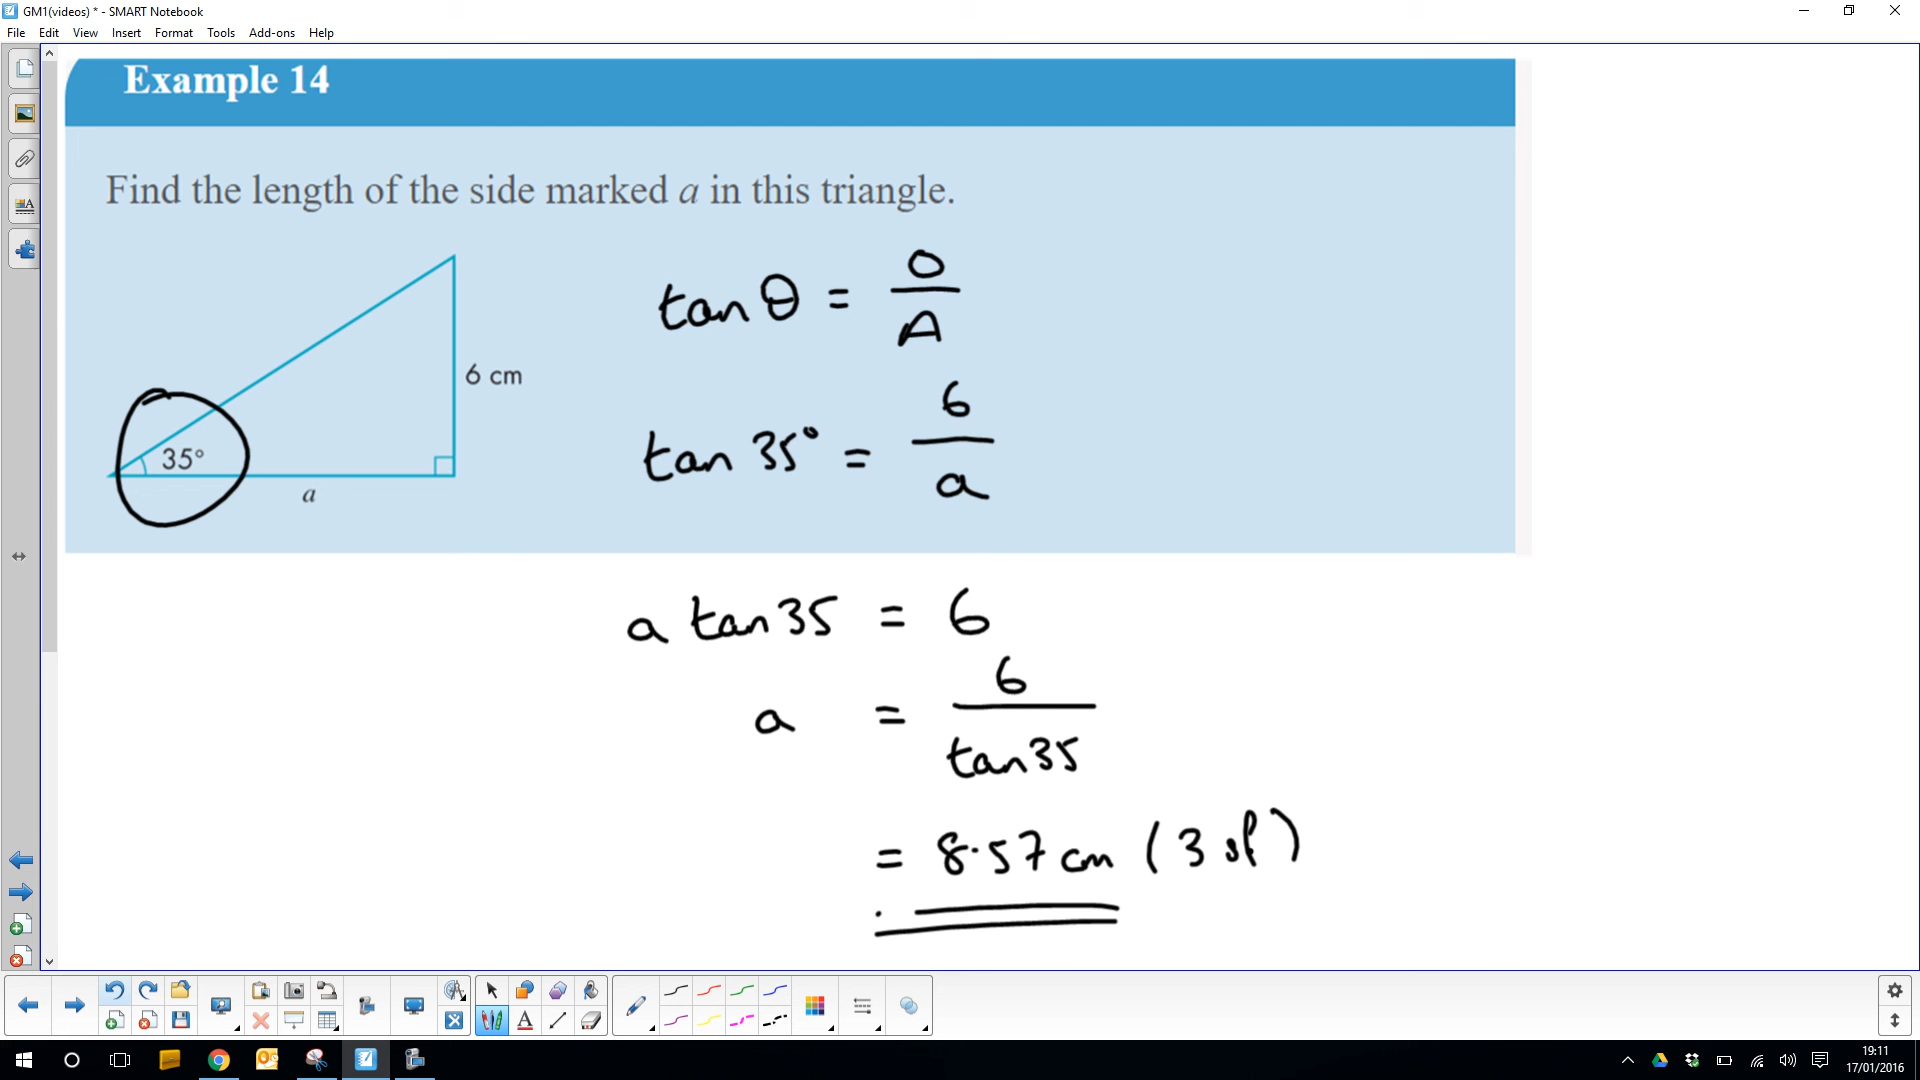 GM1(videos) * - SMART Notebook
File Edit View Insert Format Tools Add-ons Help
Example 14
Find the length of the side marked a in this triangle.
6 cm
35°
a
tan θ = O/A
tan 35° = 6/a
a tan 35 = 6
a = 6/tan 35
= 8.57 cm (3 sf)
A
19:11
17/01/2016